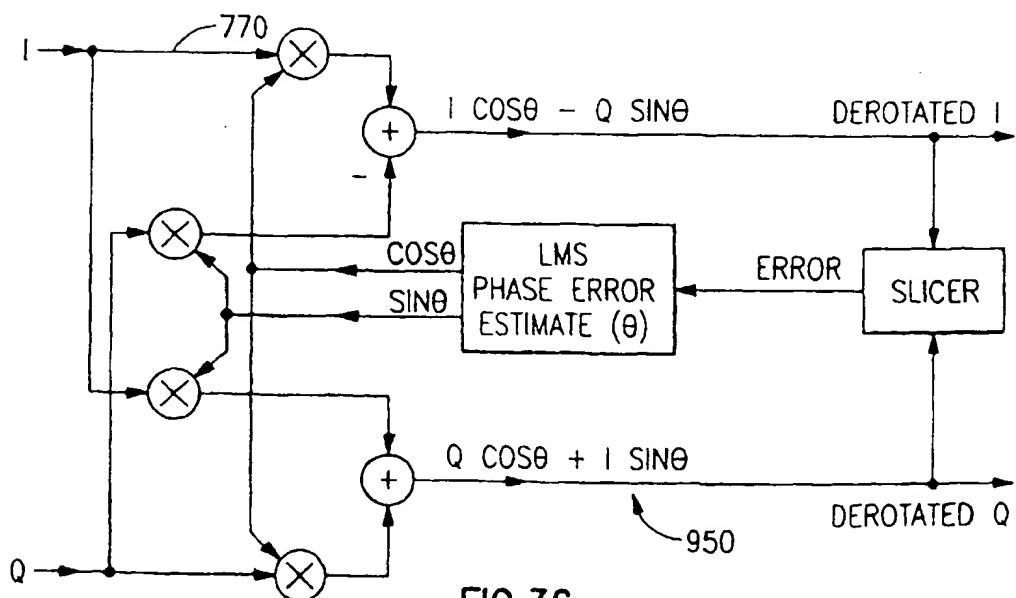 I
770
I COSθ - Q SINθ
DEROTATED I
+
-
COSθ
SINθ
LMS
PHASE ERROR
ESTIMATE (θ)
ERROR
SLICER
+
Q COSθ + I SINθ
950
DEROTATED Q
Q